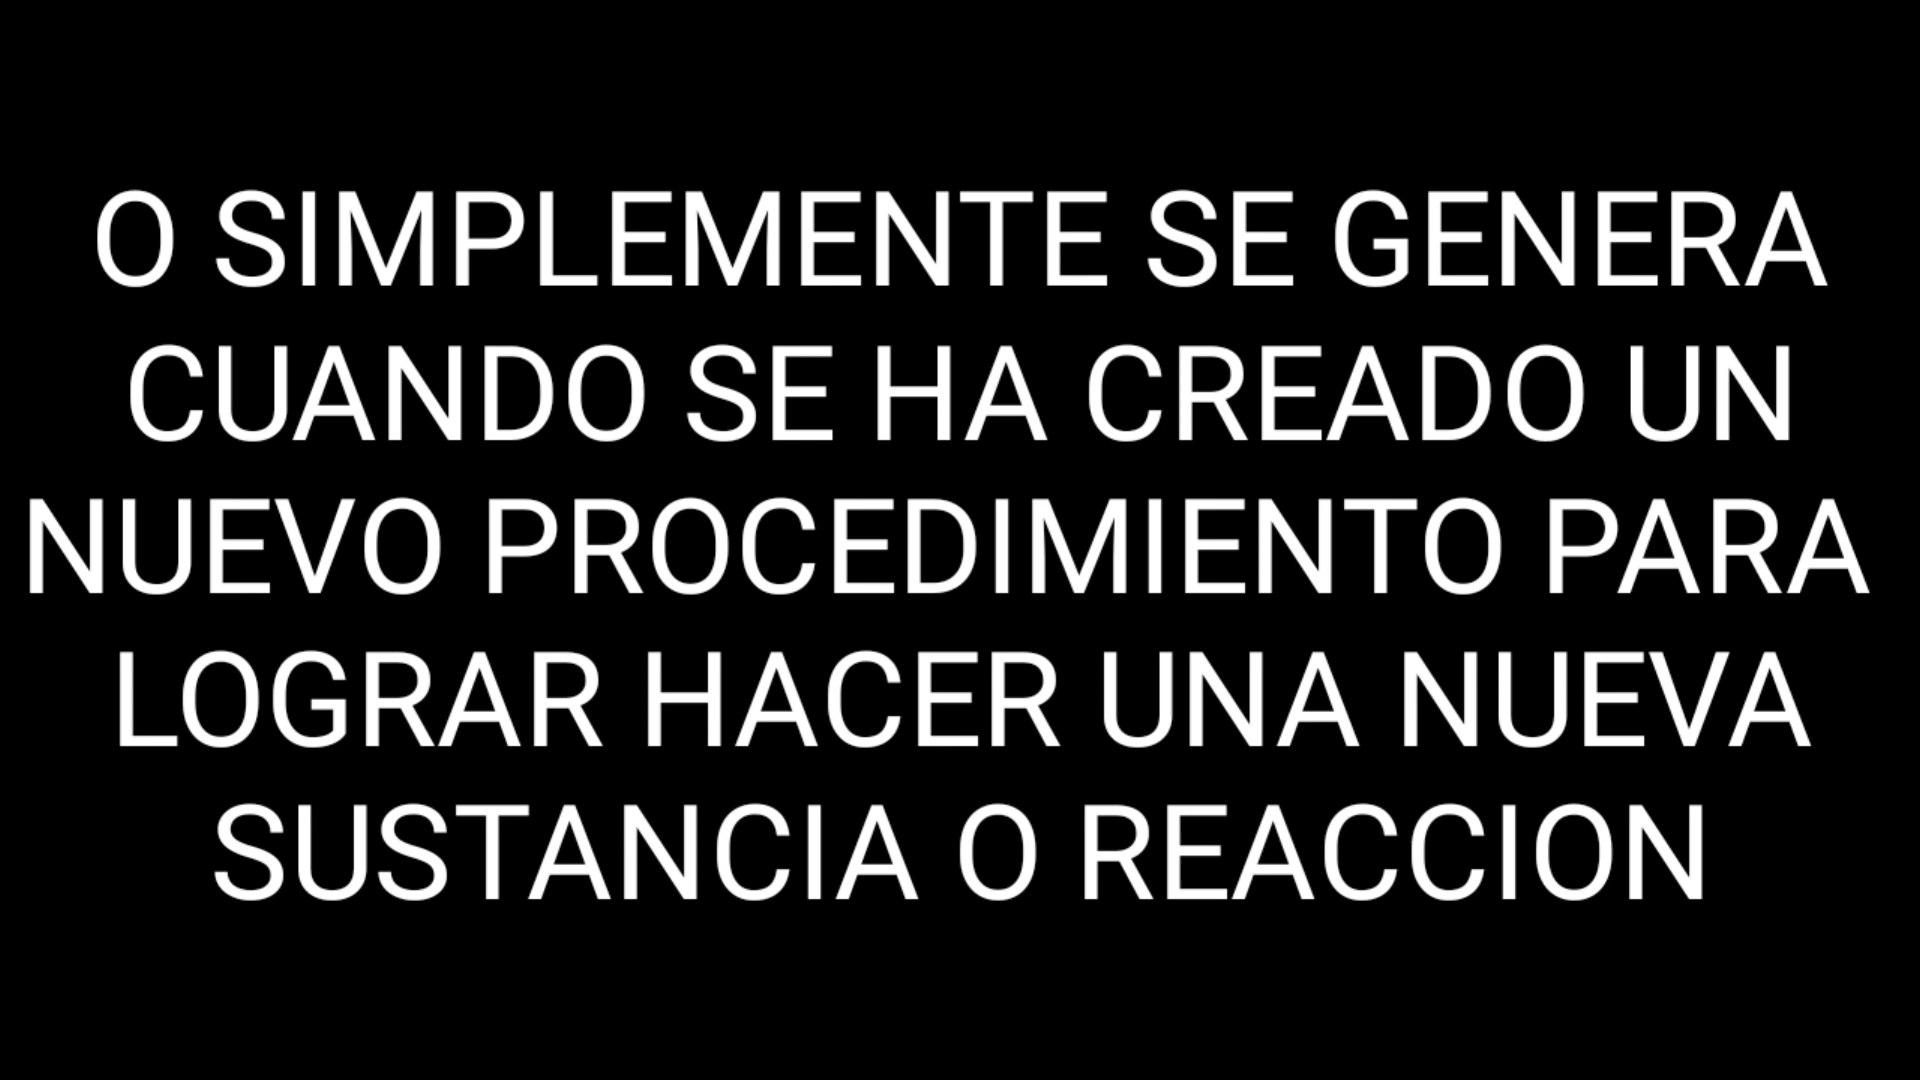 O SIMPLEMENTE SE GENERA
CUANDO SE HA CREADO UN
NUEVO PROCEDIMIENTO PARA
LOGRAR HACER UNA NUEVA
SUSTANCIA O REACCION